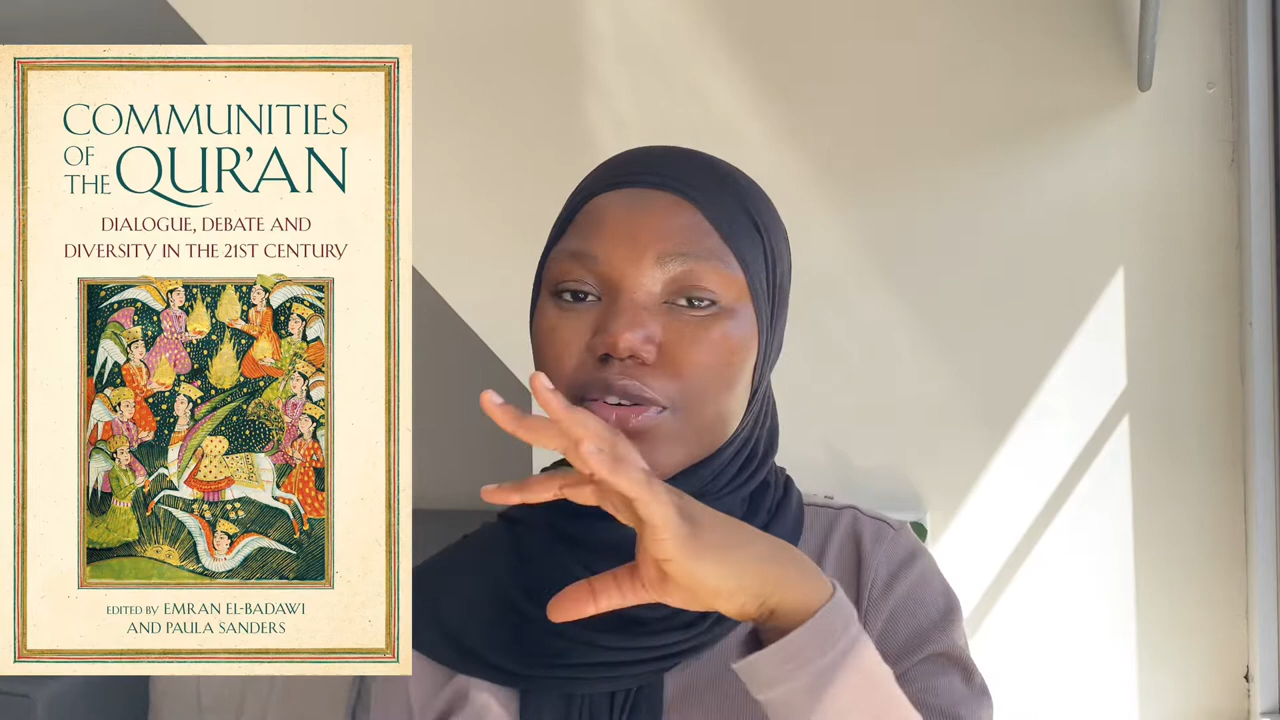 COMMUNITIES
OF
THE QUR'AN
DIALOGUE, DEBATE AND
DIVERSITY IN THE 21ST CENTURY
EDITED BY EMRAN EL-BADAWI
AND PAULA SANDERS